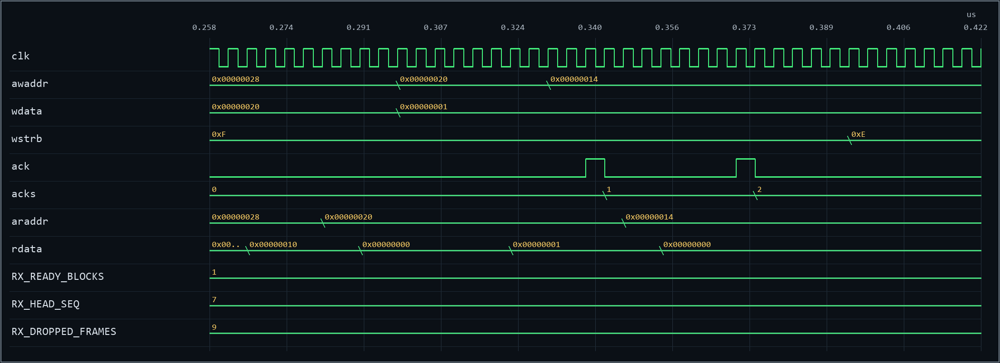 us
0.258 0.274 0.291 0.307 0.324 0.340 0.356 0.373 0.389 0.406 0.422
clk
awaddr 0x00000028 0x00000020 0x00000014
wdata 0x00000020 0x00000001
wstrb 0xF 0xE
ack
acks 0 1 2
araddr 0x00000028 0x00000020 0x00000014
rdata 0x00.. 0x00000010 0x00000000 0x00000001 0x00000000
RX_READY_BLOCKS 1
RX_HEAD_SEQ 7
RX_DROPPED_FRAMES 9